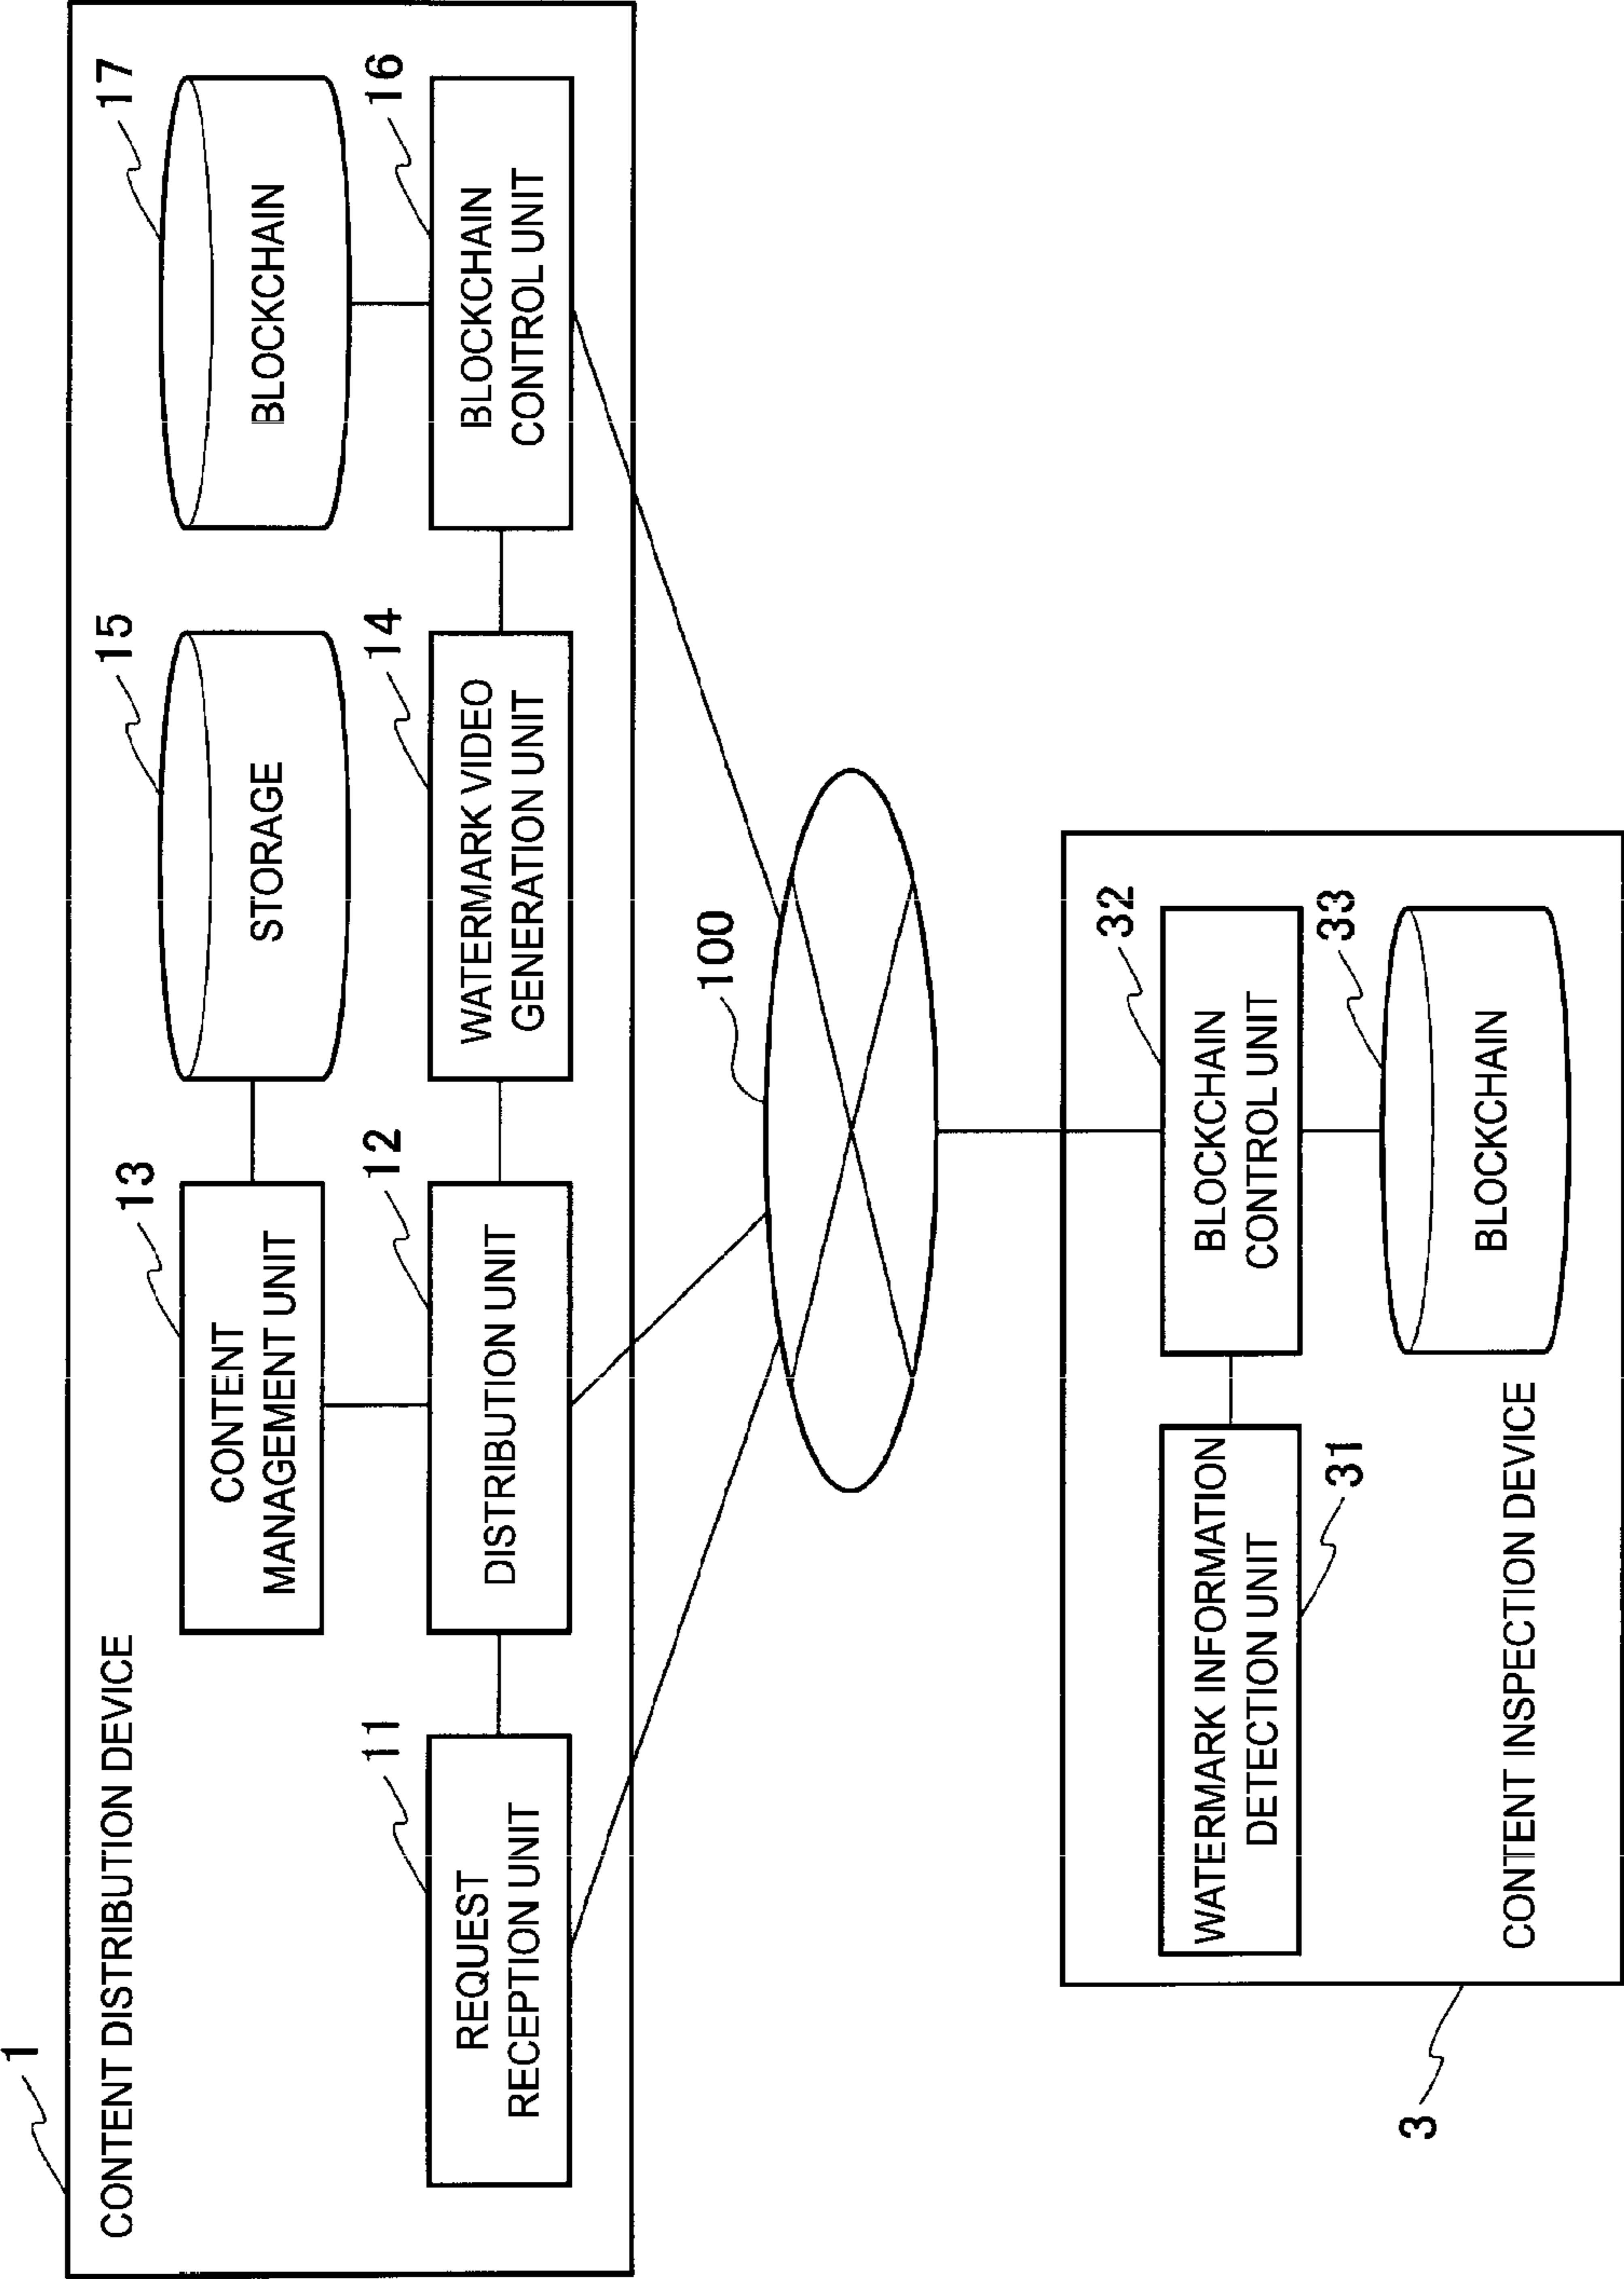 1
CONTENT DISTRIBUTION DEVICE
13
CONTENT
MANAGEMENT UNIT
15
STORAGE
17
BLOCKCHAIN
11
REQUEST
RECEPTION UNIT
12
DISTRIBUTION UNIT
14
WATERMARK VIDEO
GENERATION UNIT
16
BLOCKCHAIN
CONTROL UNIT
100
WATERMARK INFORMATION
DETECTION UNIT
31
32
BLOCKCHAIN
CONTROL UNIT
33
BLOCKCHAIN
CONTENT INSPECTION DEVICE
3